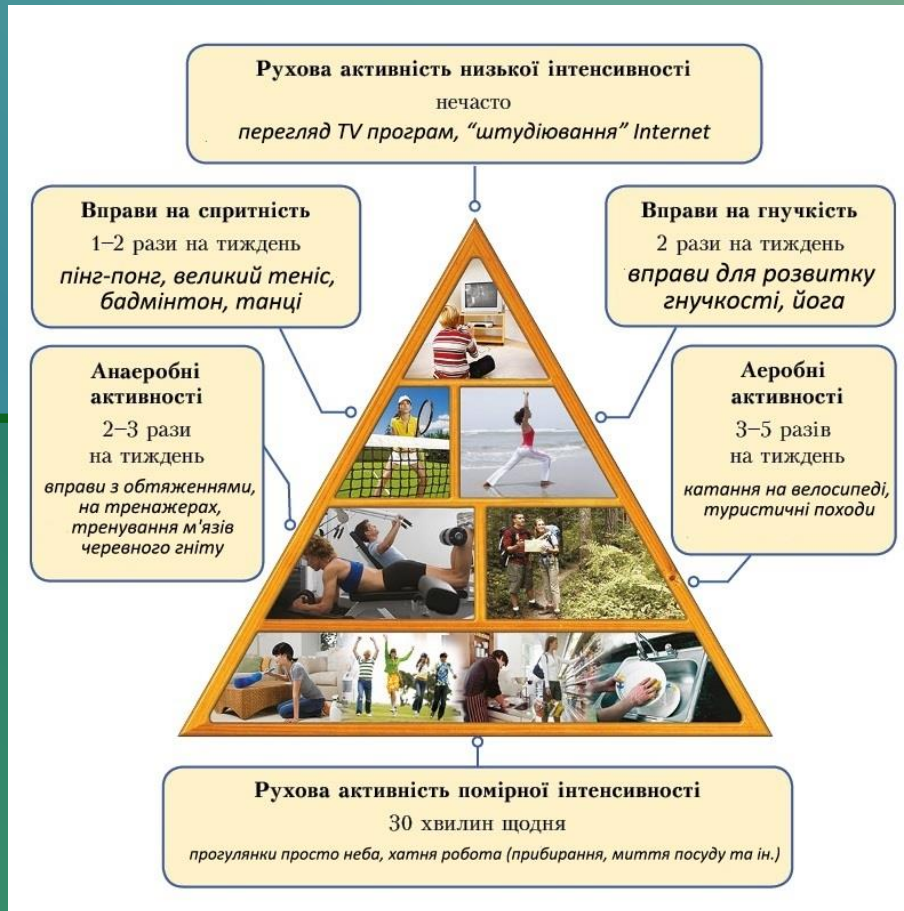 Рухова активність низької інтенсивності
нечасто
перегляд TV програм, “штудіювання” Internet
Вправи на спритність
1–2 рази на тиждень
пінг-понг, великий теніс,
бадмінтон, танці
Вправи на гнучкість
2 рази на тиждень
вправи для розвитку
гнучкості, йога
Анаеробні
активності
2–3 рази
на тиждень
вправи з обтяженнями,
на тренажерах,
тренування м'язів
черевного гніту
Аеробні
активності
3–5 разів
на тиждень
катання на велосипеді,
туристичні походи
Рухова активність помірної інтенсивності
30 хвилин щодня
прогулянки просто неба, хатня робота (прибирання, миття посуду та ін.)